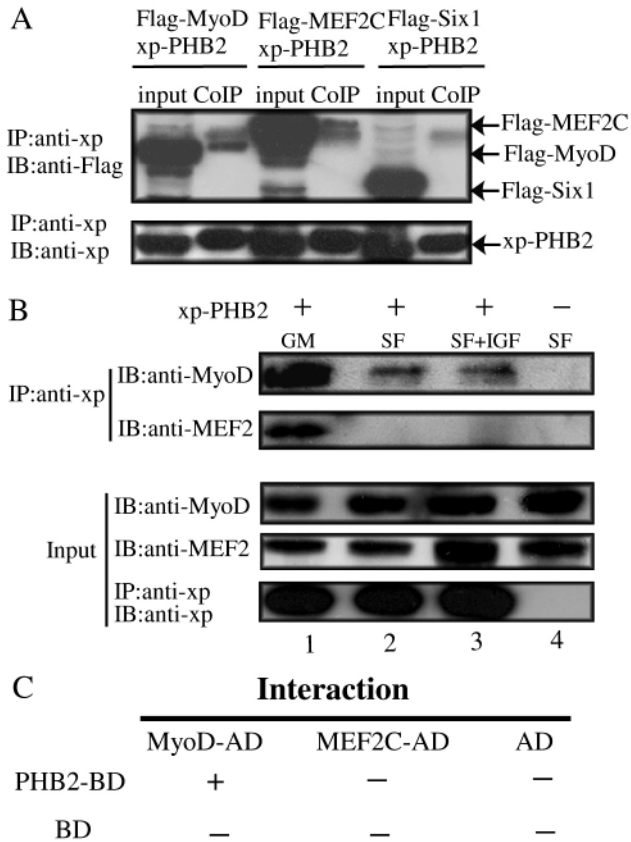 A
Flag-MyoD Flag-MEF2C Flag-Six1
xp-PHB2 xp-PHB2 xp-PHB2
input CoIP input CoIP input CoIP
IP:anti-xp
IB:anti-Flag
Flag-MEF2C
Flag-MyoD
Flag-Six1
IP:anti-xp
IB:anti-xp
xp-PHB2
B
xp-PHB2 + + + −
GM SF SF+IGF SF
IP:anti-xp
IB:anti-MyoD
IB:anti-MEF2
Input
IB:anti-MyoD
IB:anti-MEF2
IP:anti-xp
IB:anti-xp
1 2 3 4
C
Interaction
MyoD-AD MEF2C-AD AD
PHB2-BD + − −
BD − − −